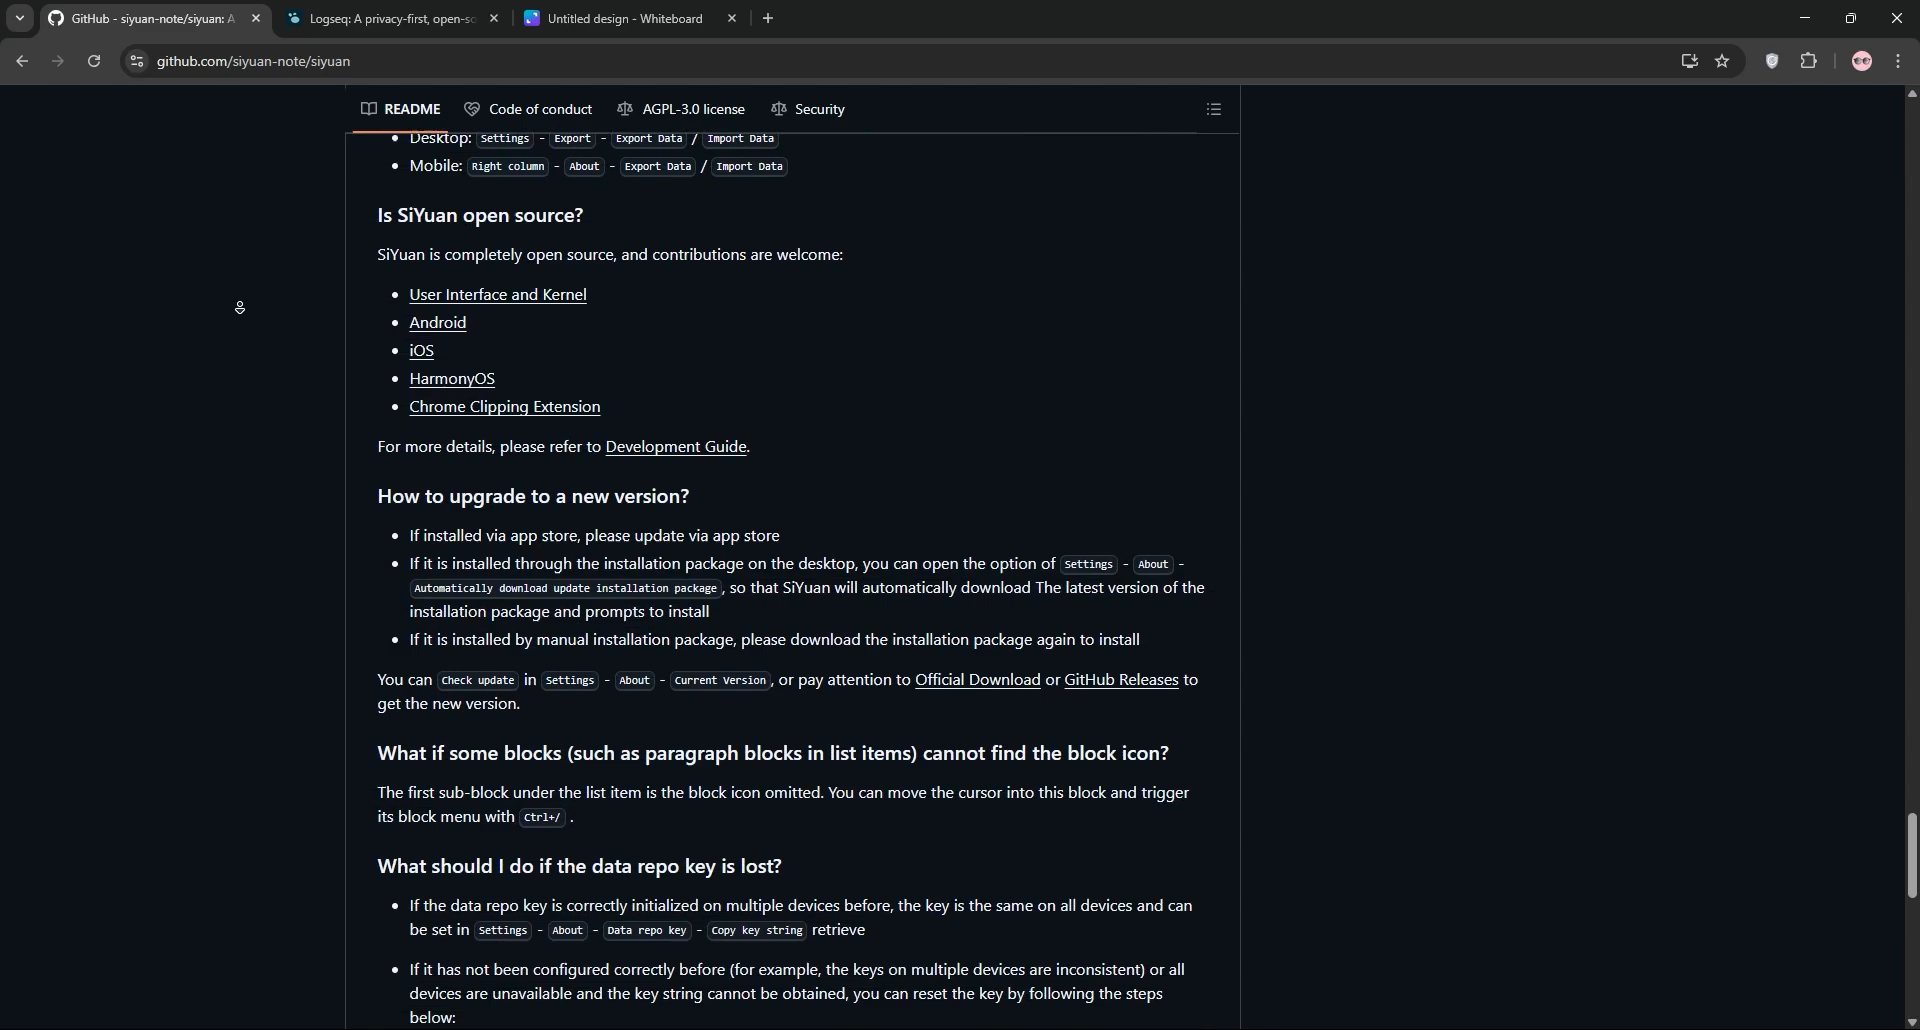 GitHub - siyuan-note/siyuan: A
Logseq: A privacy-first, open-so
Untitled design - Whiteboard
github.com/siyuan-note/siyuan
README Code of conduct AGPL-3.0 license Security
• Desktop: Settings - Export - Export Data / Import Data
• Mobile: Right column - About - Export Data / Import Data
Is SiYuan open source?
SiYuan is completely open source, and contributions are welcome:
• User Interface and Kernel
• Android
• iOS
• HarmonyOS
• Chrome Clipping Extension
For more details, please refer to Development Guide.
How to upgrade to a new version?
• If installed via app store, please update via app store
• If it is installed through the installation package on the desktop, you can open the option of Settings - About -
Automatically download update installation package, so that SiYuan will automatically download The latest version of the
installation package and prompts to install
• If it is installed by manual installation package, please download the installation package again to install
You can Check update in Settings - About - Current Version, or pay attention to Official Download or GitHub Releases to
get the new version.
What if some blocks (such as paragraph blocks in list items) cannot find the block icon?
The first sub-block under the list item is the block icon omitted. You can move the cursor into this block and trigger
its block menu with Ctrl+/ .
What should I do if the data repo key is lost?
• If the data repo key is correctly initialized on multiple devices before, the key is the same on all devices and can
be set in Settings - About - Data repo key - Copy key string retrieve
• If it has not been configured correctly before (for example, the keys on multiple devices are inconsistent) or all
devices are unavailable and the key string cannot be obtained, you can reset the key by following the steps
below: